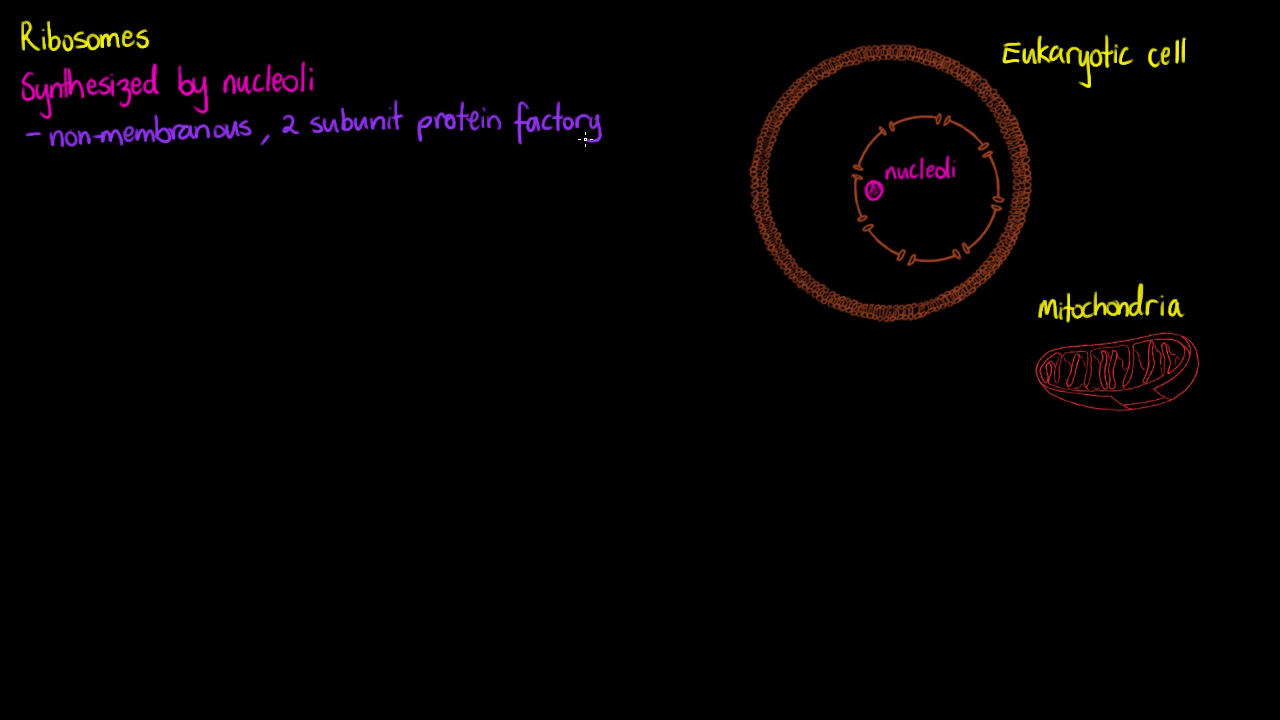 Ribosomes
Synthesized by nucleoli
- non-membranous, 2 subunit protein factory
Eukaryotic cell
nucleoli
Mitochondria